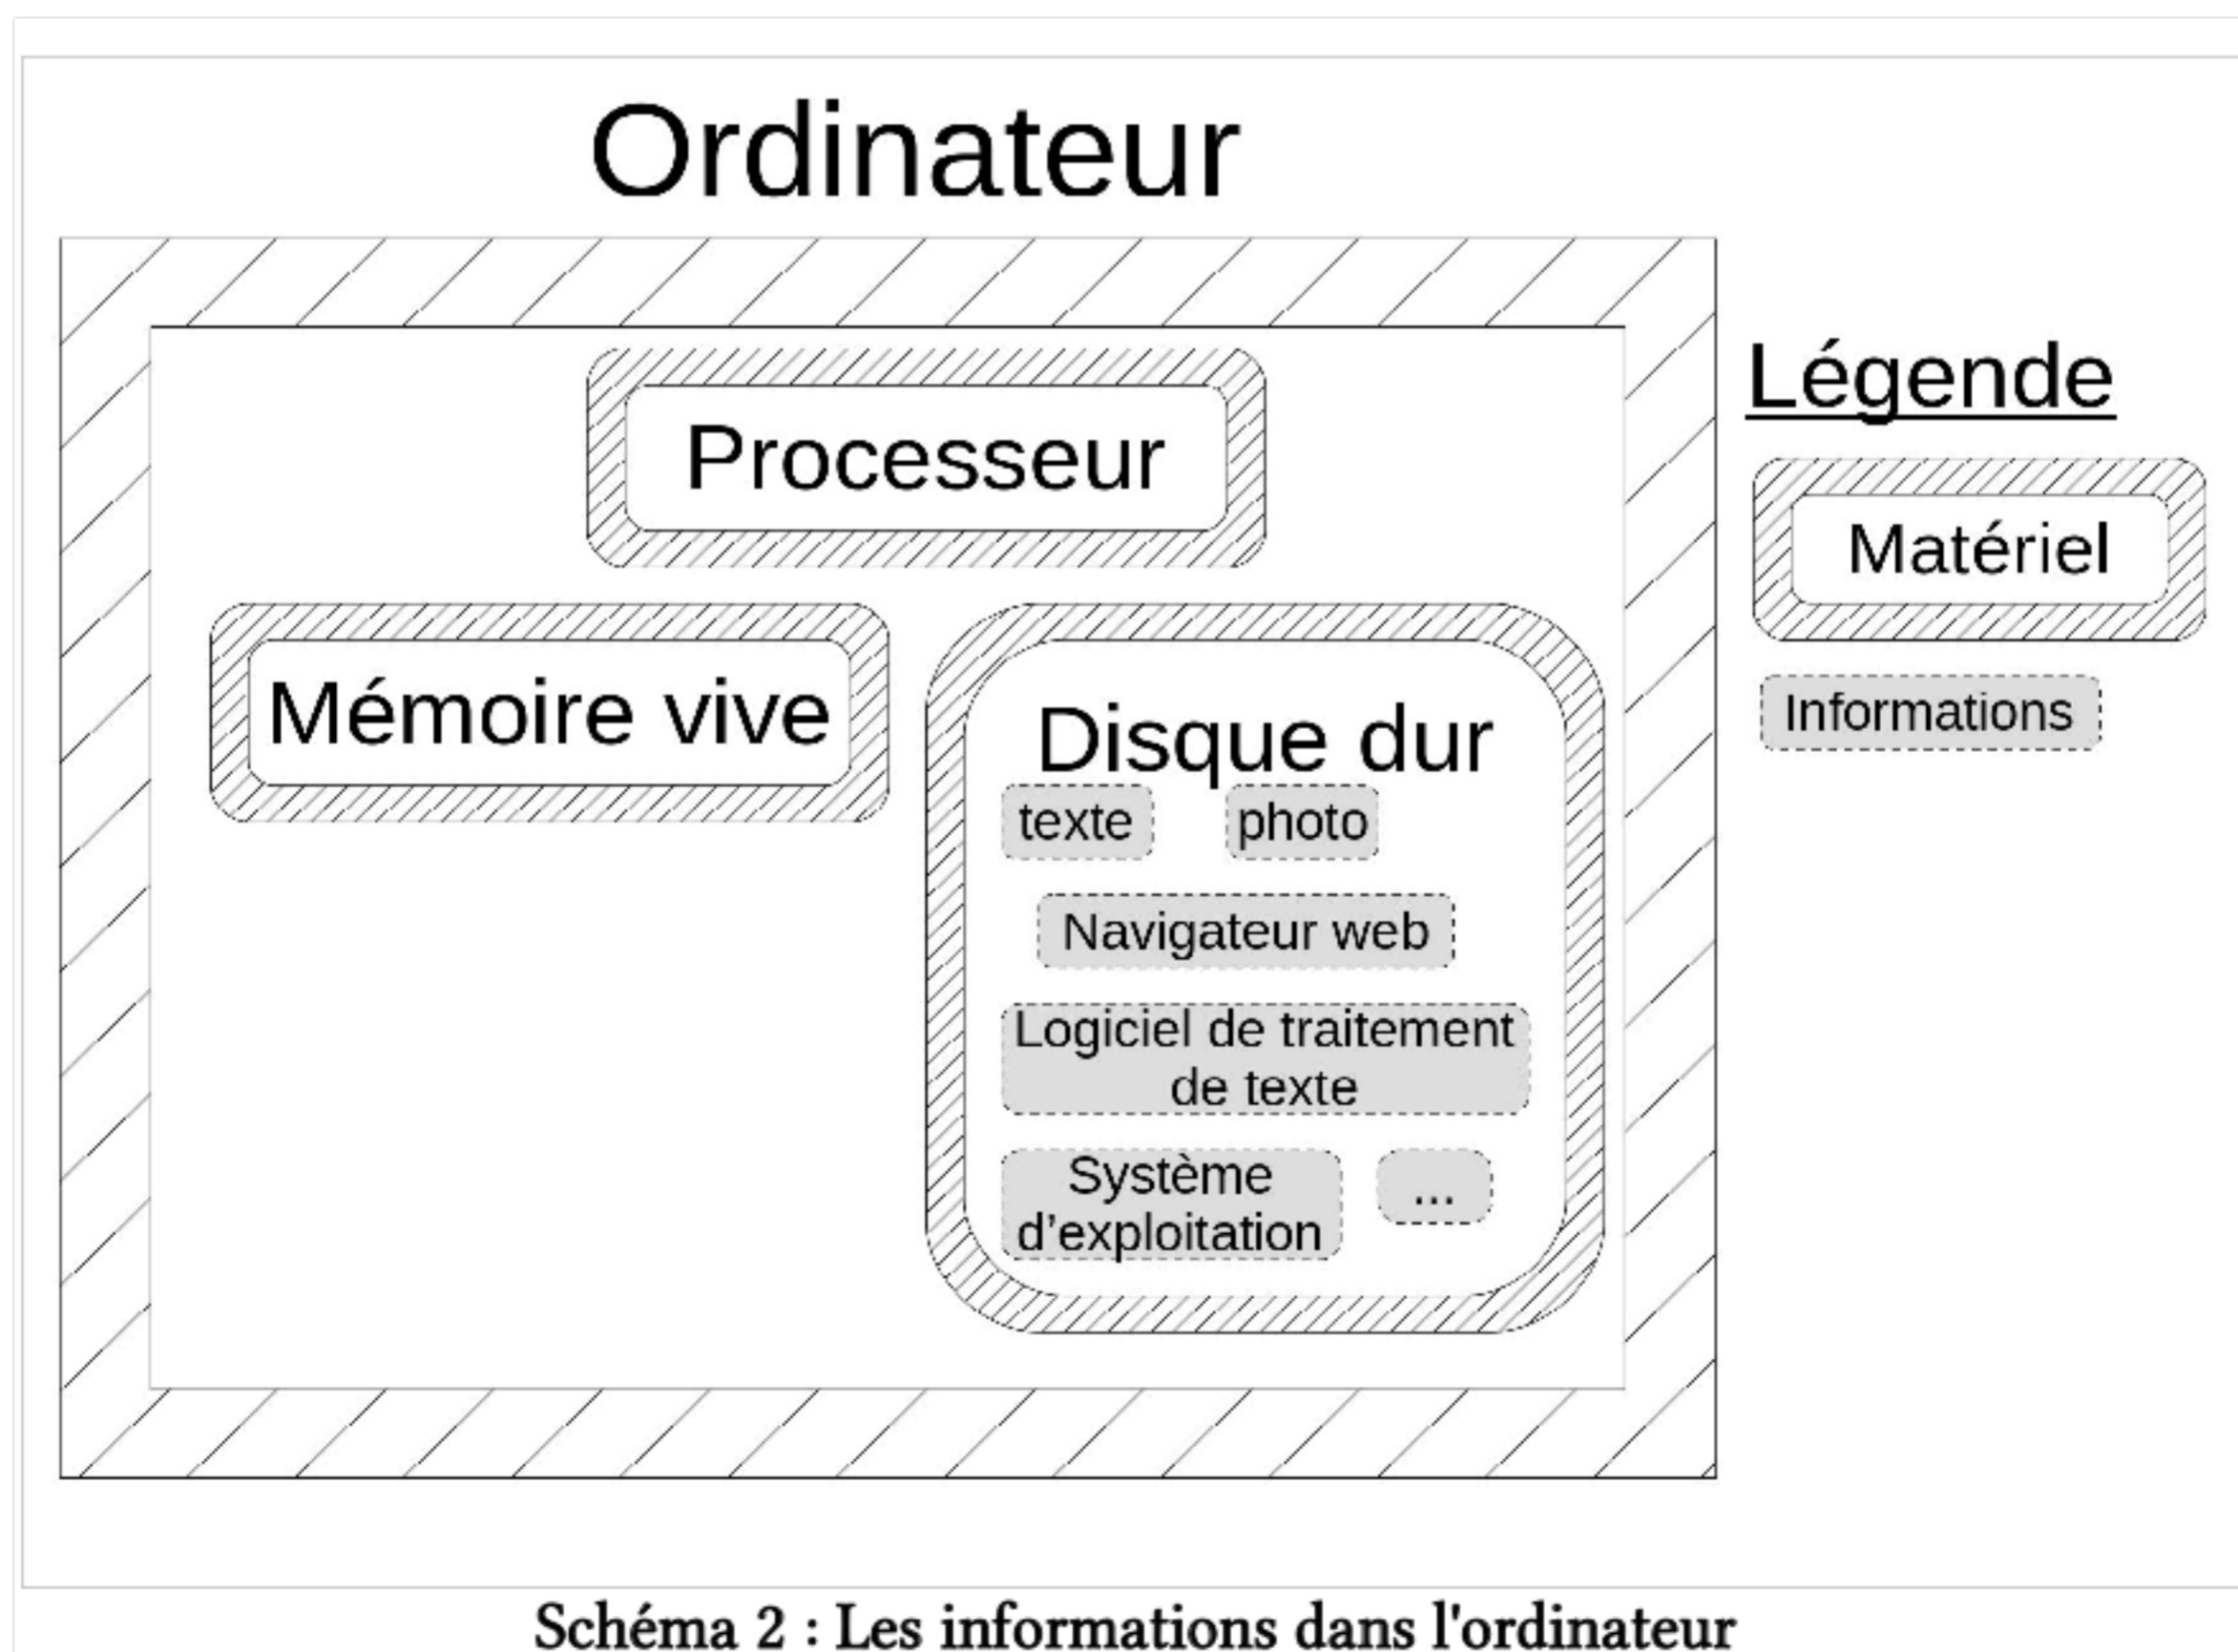 Ordinateur
Processeur
Mémoire vive
Disque dur
texte
photo
Navigateur web
Logiciel de traitement
de texte
Système
d'exploitation
...
Légende
Matériel
Informations
Schéma 2 : Les informations dans l'ordinateur